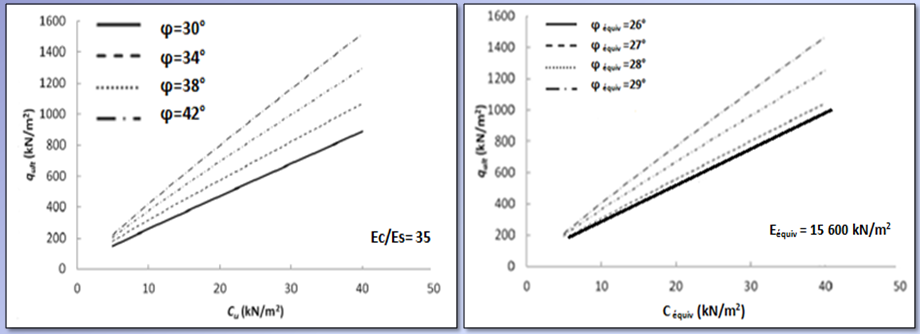 1600
1400
1200
1000
800
600
400
200
0
q ult (kN/m²)
φ=30°
φ=34°
φ=38°
φ=42°
Ec/Es= 35
0 10 20 30 40 50
Cu (kN/m²)
1600
1400
1200
1000
800
600
400
200
0
q ult (kN/m²)
φ équiv =26°
φ équiv =27°
φ équiv =28°
φ équiv =29°
E équiv = 15 600 kN/m²
0 10 20 30 40 50
C équiv (kN/m²)